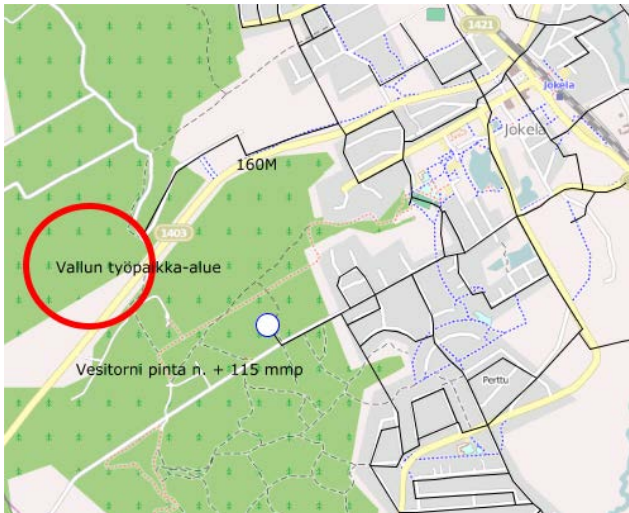 1421
Jokela
Jokela
160M
1403
Vallun työpaikka-alue
Vesitorni pinta n. + 115 mmp
Perttu